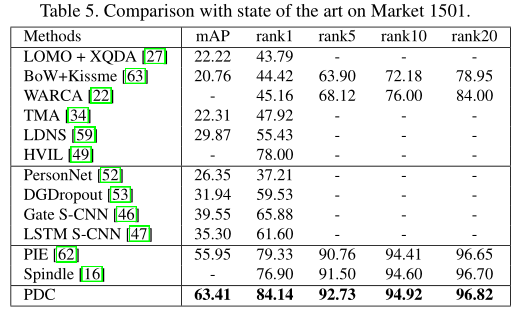 Table 5. Comparison with state of the art on Market 1501.
Methods mAP rank1 rank5 rank10 rank20
LOMO + XQDA [27] 22.22 43.79 - - -
BoW+Kissme [63] 20.76 44.42 63.90 72.18 78.95
WARCA [22] - 45.16 68.12 76.00 84.00
TMA [34] 22.31 47.92 - - -
LDNS [59] 29.87 55.43 - - -
HVIL [49] - 78.00 - - -
PersonNet [52] 26.35 37.21 - - -
DGDropout [53] 31.94 59.53 - - -
Gate S-CNN [46] 39.55 65.88 - - -
LSTM S-CNN [47] 35.30 61.60 - - -
PIE [62] 55.95 79.33 90.76 94.41 96.65
Spindle [16] - 76.90 91.50 94.60 96.70
PDC 63.41 84.14 92.73 94.92 96.82